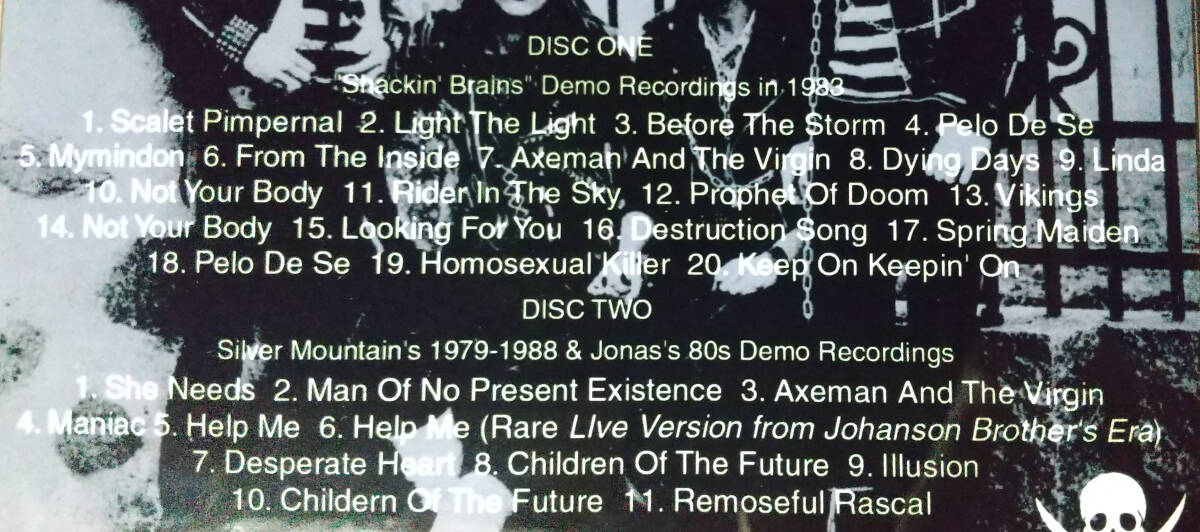 DISC ONE
"Shackin' Brains" Demo Recordings in 1983
1. Scalet Pimpernal 2. Light The Light 3. Before The Storm 4. Pelo De Se
5. Mymindon 6. From The Inside 7. Axeman And The Virgin 8. Dying Days 9. Linda
10. Not Your Body 11. Rider In The Sky 12. Prophet Of Doom 13. Vikings
14. Not Your Body 15. Looking For You 16. Destruction Song 17. Spring Maiden
18. Pelo De Se 19. Homosexual Killer 20. Keep On Keepin' On
DISC TWO
Silver Mountain's 1979-1988 & Jonas's 80s Demo Recordings
1. She Needs 2. Man Of No Present Existence 3. Axeman And The Virgin
4. Maniac 5. Help Me 6. Help Me (Rare LIve Version from Johanson Brother's Era)
7. Desperate Heart 8. Children Of The Future 9. Illusion
10. Childern Of The Future 11. Remoseful Rascal